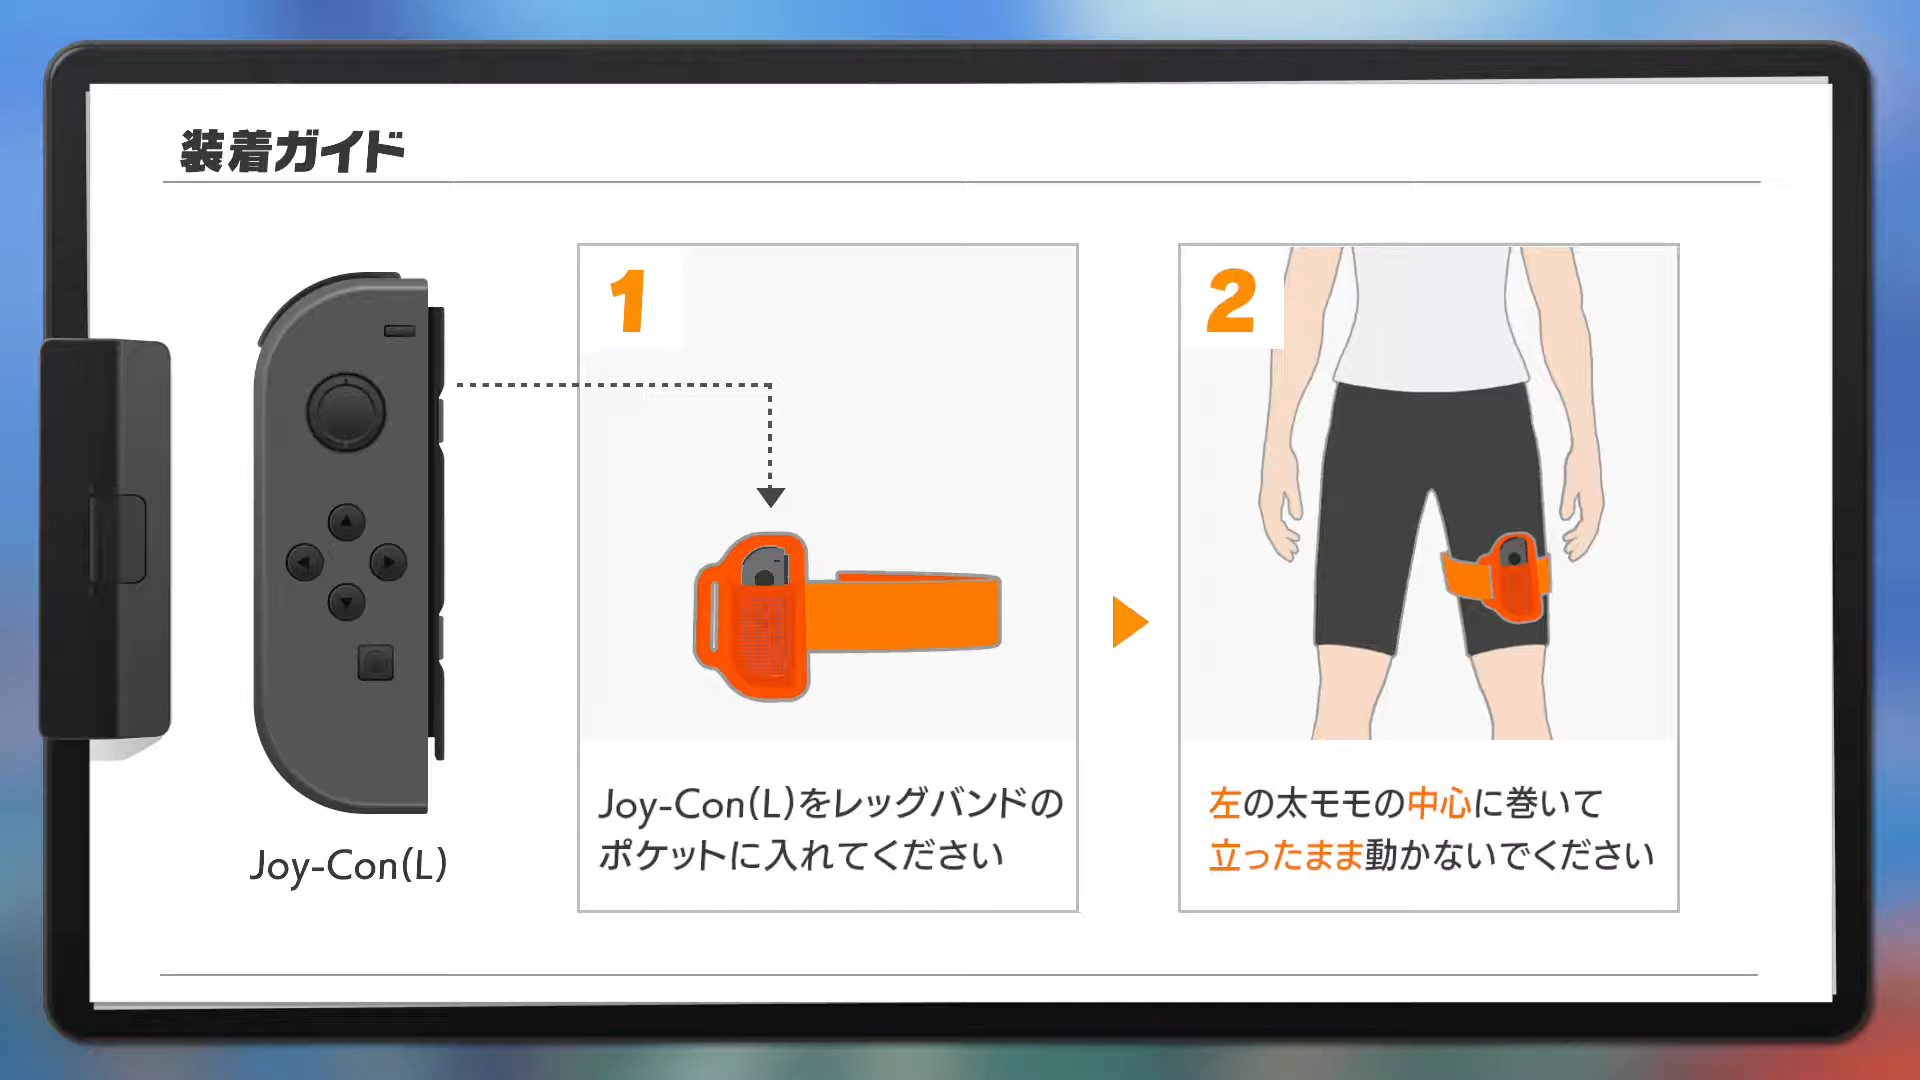 装着ガイド
Joy-Con(L)
1
Joy-Con(L)をレッグバンドの
ポケットに入れてください
2
左の太モモの中心に巻いて
立ったまま動かないでください